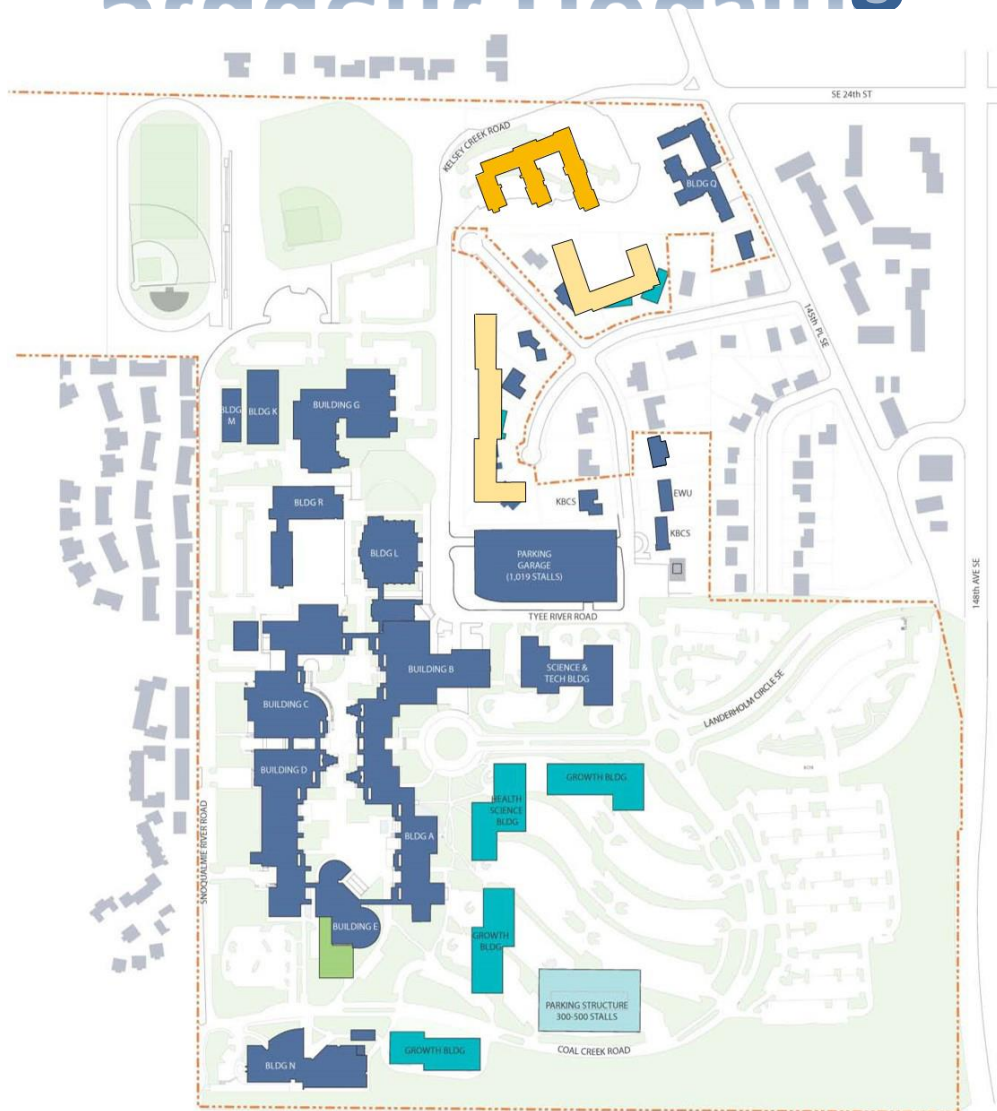 SE 24th ST
KELSEY CREEK ROAD
BLDG Q
145th PL SE
BLDG
M
BLDG K
BUILDING G
BLDG R
KBCS
EWU
KBCS
BLDG L
PARKING
GARAGE
(1,019 STALLS)
148th AVE SE
TYEE RIVER ROAD
BUILDING B
SCIENCE &
TECH BLDG
BUILDING C
LANDERHOLM CIRCLE SE
BUILDING D
GROWTH BLDG
HEALTH
SCIENCE
BLDG
SNOQUALMIE RIVER ROAD
BLDG A
BUILDING E
GROWTH
BLDG
PARKING STRUCTURE
300-500 STALLS
BLDG N
GROWTH BLDG
COAL CREEK ROAD